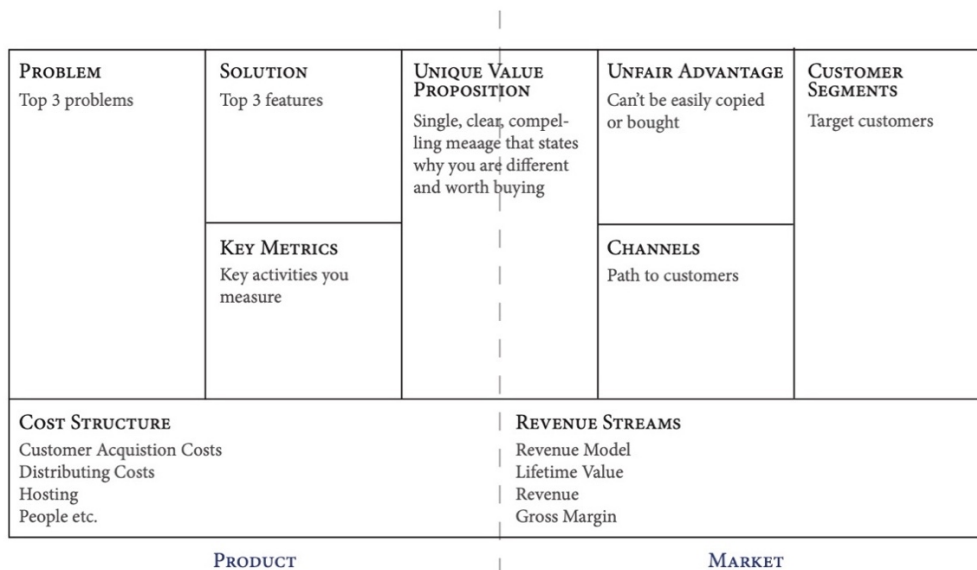 PROBLEM
Top 3 problems
SOLUTION
Top 3 features
KEY METRICS
Key activities you
measure
UNIQUE VALUE
PROPOSITION
Single, clear, compel-
ling meaage that states
why you are different
and worth buying
UNFAIR ADVANTAGE
Can't be easily copied
or bought
CHANNELS
Path to customers
CUSTOMER
SEGMENTS
Target customers
COST STRUCTURE
Customer Acquistion Costs
Distributing Costs
Hosting
People etc.
REVENUE STREAMS
Revenue Model
Lifetime Value
Revenue
Gross Margin
PRODUCT
MARKET